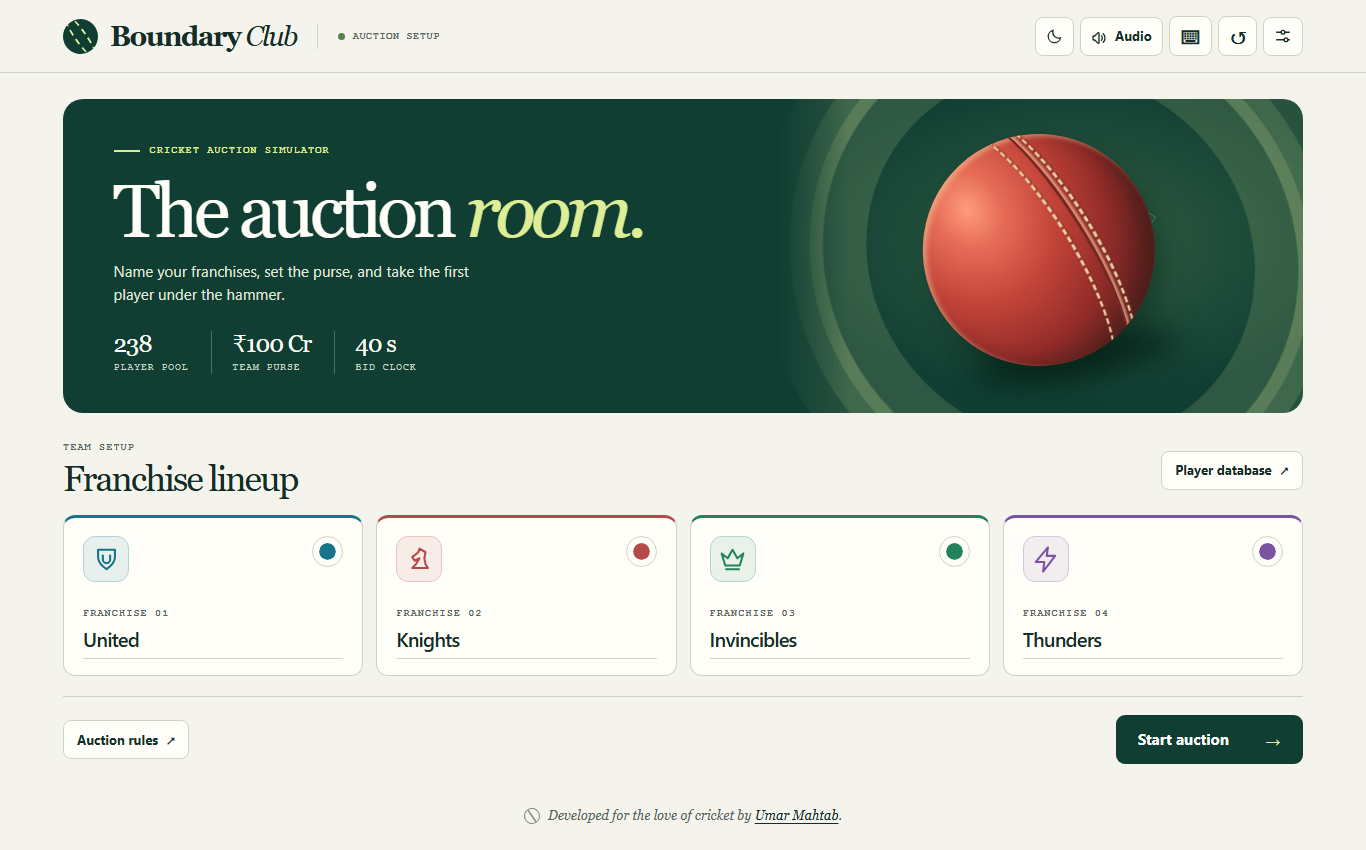 Boundary Club
AUCTION SETUP
Audio
CRICKET AUCTION SIMULATOR
The auction room.
Name your franchises, set the purse, and take the first
player under the hammer.
238
PLAYER POOL
₹100 Cr
TEAM PURSE
40 s
BID CLOCK
TEAM SETUP
Franchise lineup
Player database ↗
FRANCHISE 01
United
FRANCHISE 02
Knights
FRANCHISE 03
Invincibles
FRANCHISE 04
Thunders
Auction rules ↗
Start auction →
Developed for the love of cricket by Umar Mahtab.